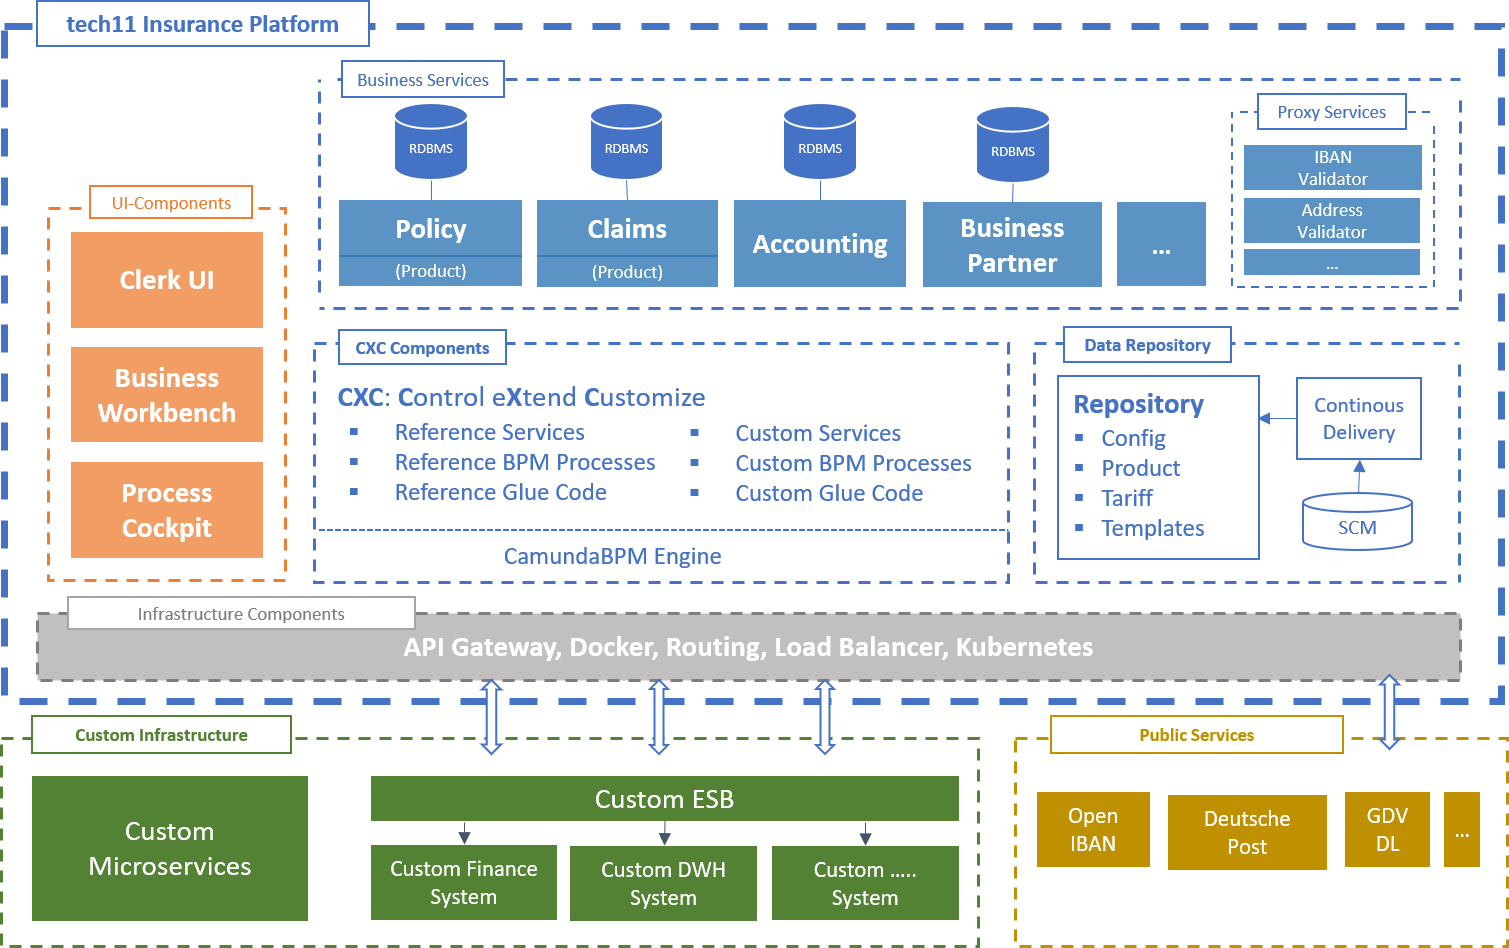 tech11 Insurance Platform
Business Services
RDBMS
RDBMS
RDBMS
RDBMS
Policy
(Product)
Claims
(Product)
Accounting
Business
Partner
...
Proxy Services
IBAN
Validator
Address
Validator
...
UI-Components
Clerk UI
Business
Workbench
Process
Cockpit
CXC Components
CXC: Control eXtend Customize
▪ Reference Services
▪ Reference BPM Processes
▪ Reference Glue Code
▪ Custom Services
▪ Custom BPM Processes
▪ Custom Glue Code
CamundaBPM Engine
Data Repository
Repository
▪ Config
▪ Product
▪ Tariff
▪ Templates
Continous
Delivery
SCM
Infrastructure Components
API Gateway, Docker, Routing, Load Balancer, Kubernetes
Custom Infrastructure
Custom
Microservices
Custom ESB
Custom Finance
System
Custom DWH
System
Custom .....
System
Public Services
Open
IBAN
Deutsche
Post
GDV
DL
...